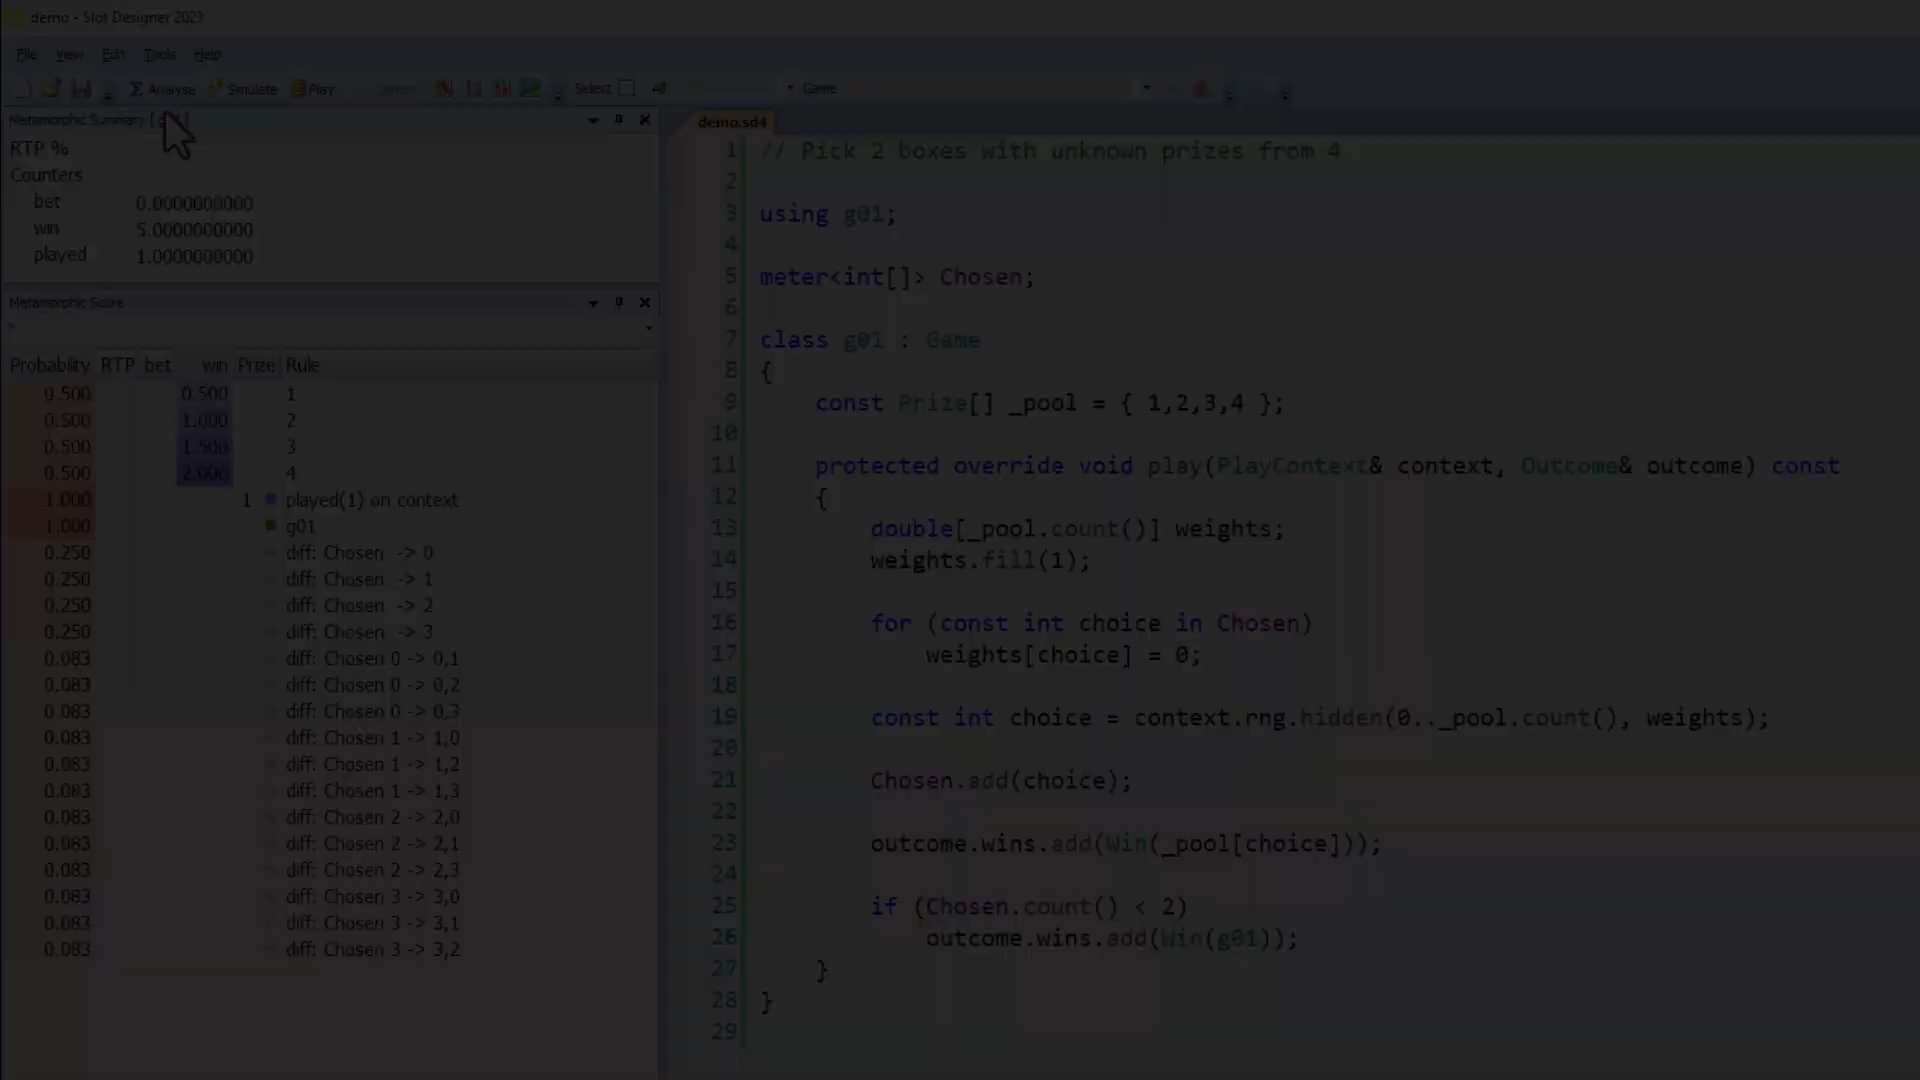 demo - Slot Designer 2023
File View Edit Tools Help
Analyse Simulate Play Select All Game
Metamorphic Summary [
RTP %
Counters
bet 0.0000000000
win 5.0000000000
played 1.0000000000
Metamorphic Score
Probability RTP bet win Prize Rule
0.500 0.500 1
0.500 1.000 2
0.500 1.500 3
0.500 2.000 4
1.000 1 played(1) on context
1.000 g01
0.250 diff: Chosen -> 0
0.250 diff: Chosen -> 1
0.250 diff: Chosen -> 2
0.250 diff: Chosen -> 3
0.083 diff: Chosen 0 -> 0,1
0.083 diff: Chosen 0 -> 0,2
0.083 diff: Chosen 0 -> 0,3
0.083 diff: Chosen 1 -> 1,0
0.083 diff: Chosen 1 -> 1,2
0.083 diff: Chosen 1 -> 1,3
0.083 diff: Chosen 2 -> 2,0
0.083 diff: Chosen 2 -> 2,1
0.083 diff: Chosen 2 -> 2,3
0.083 diff: Chosen 3 -> 3,0
0.083 diff: Chosen 3 -> 3,1
0.083 diff: Chosen 3 -> 3,2
demo.sd4
1 // Pick 2 boxes with unknown prizes from 4
2
3 using g01;
4
5 meter<int[]> Chosen;
6
7 class g01 : Game
8 {
9 const Prize[] _pool = { 1,2,3,4 };
10
11 protected override void play(PlayContext& context, Outcome& outcome) const
12 {
13 double[_pool.count()] weights;
14 weights.fill(1);
15
16 for (const int choice in Chosen)
17 weights[choice] = 0;
18
19 const int choice = context.rng.hidden(0.._pool.count(), weights);
20
21 Chosen.add(choice);
22
23 outcome.wins.add(Win(_pool[choice]));
24
25 if (Chosen.count() < 2)
26 outcome.wins.add(Win(g01));
27 }
28 }
29